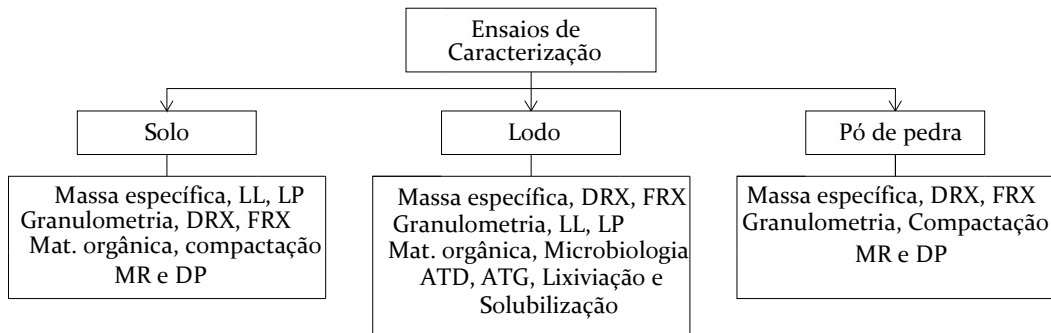 Ensaios de
Caracterização
Solo
Lodo
Pó de pedra
Massa específica, LL, LP
Granulometria, DRX, FRX
Mat. orgânica, compactação
MR e DP
Massa específica, DRX, FRX
Granulometria, LL, LP
Mat. orgânica, Microbiologia
ATD, ATG, Lixiviação e
Solubilização
Massa específica, DRX, FRX
Granulometria, Compactação
MR e DP